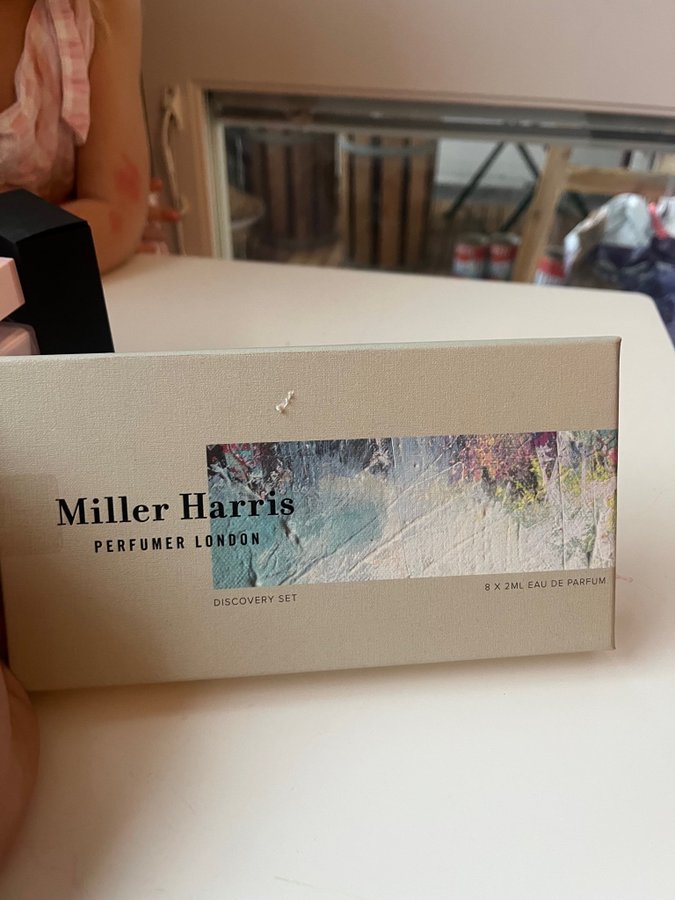 Miller Harris
PERFUMER LONDON
DISCOVERY SET
8 X 2ML EAU DE PARFUM